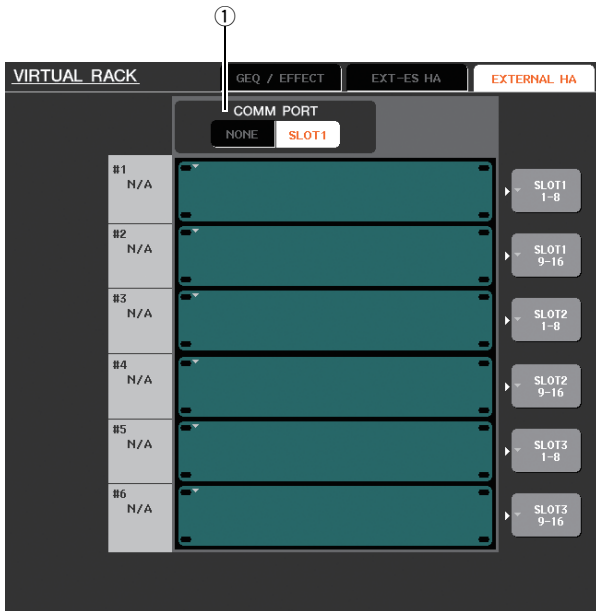 ①
VIRTUAL RACK
GEQ / EFFECT
EXT-ES HA
EXTERNAL HA
COMM PORT
NONE
SLOT1
#1
N/A
SLOT1
1-8
#2
N/A
SLOT1
9-16
#3
N/A
SLOT2
1-8
#4
N/A
SLOT2
9-16
#5
N/A
SLOT3
1-8
#6
N/A
SLOT3
9-16